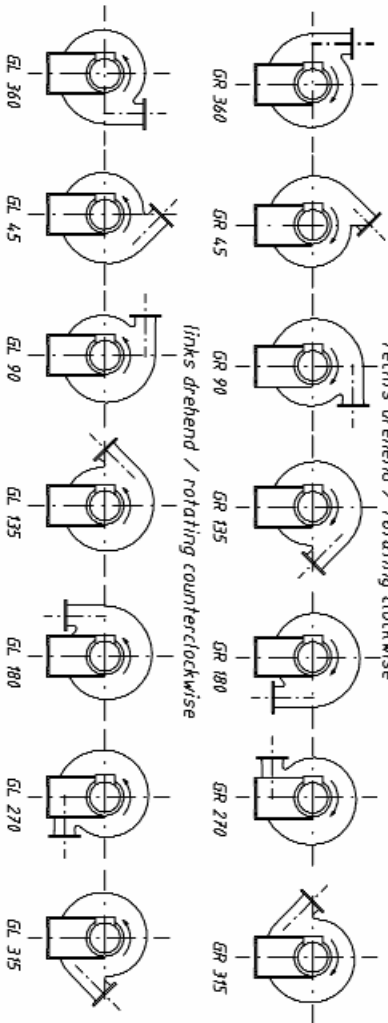 rechts drehend / rotating clockwise
GR 360
GR 45
GR 90
GR 135
GR 180
GR 270
GR 315
links drehend / rotating counterclockwise
GL 360
GL 45
GL 90
GL 135
GL 180
GL 270
GL 315